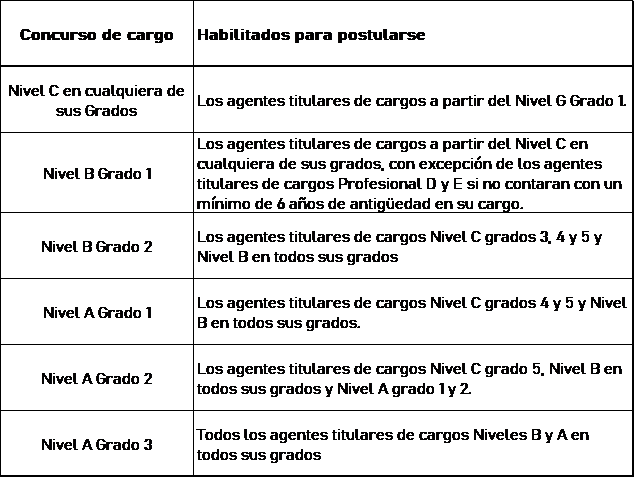 Concurso de cargo
Habilitados para postularse
Nivel C en cualquiera de
sus Grados
Los agentes titulares de cargos a partir del Nivel G Grado 1.
Nivel B Grado 1
Los agentes titulares de cargos a partir del Nivel C en
cualquiera de sus grados, con excepción de los agentes
titulares de cargos Profesional D y E si no contaran con un
mínimo de 6 años de antigüedad en su cargo.
Nivel B Grado 2
Los agentes titulares de cargos Nivel C grados 3, 4 y 5 y
Nivel B en todos sus grados
Nivel A Grado 1
Los agentes titulares de cargos Nivel C grados 4 y 5 y Nivel
B en todos sus grados.
Nivel A Grado 2
Los agentes titulares de cargos Nivel C grado 5, Nivel B en
todos sus grados y Nivel A grado 1 y 2.
Nivel A Grado 3
Todos los agentes titulares de cargos Niveles B y A en
todos sus grados